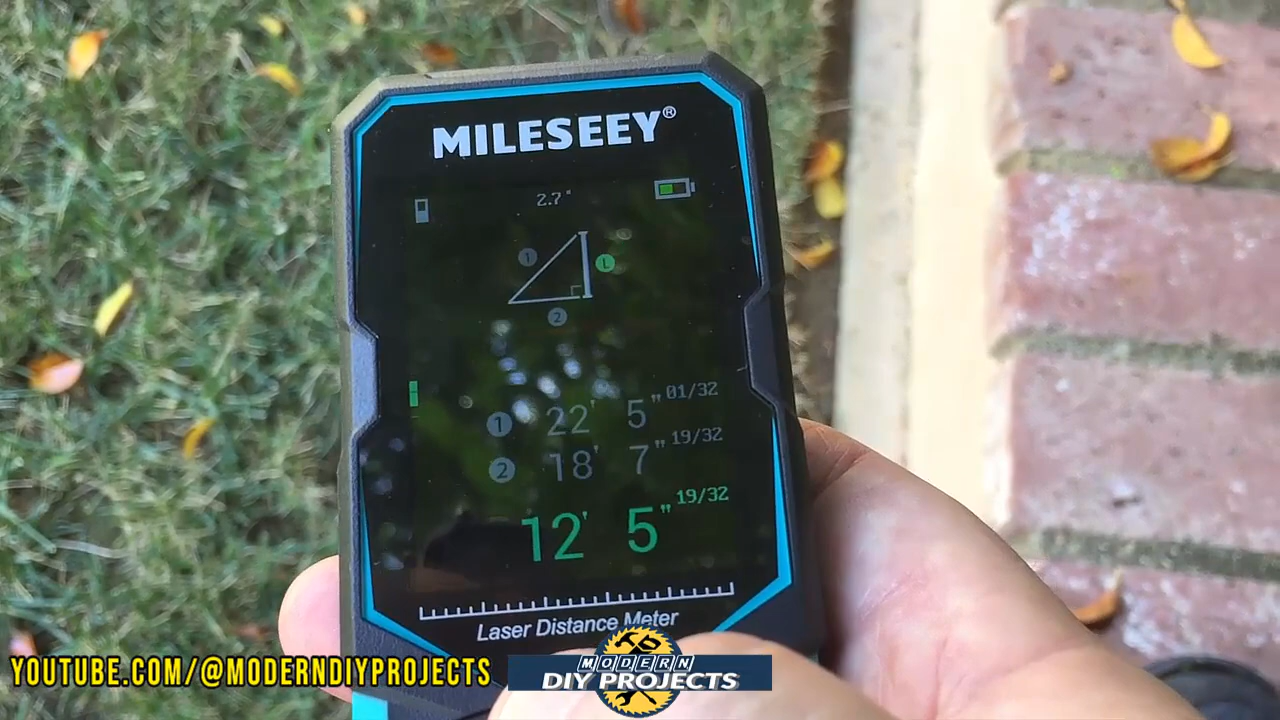 MILESEEY®
2.7°
1
L
2
1 22' 5" 01/32
2 18' 7" 19/32
12' 5" 19/32
Laser Distance Meter
YOUTUBE.COM/@MODERNDIYPROJECTS
MODERN
DIY PROJECTS